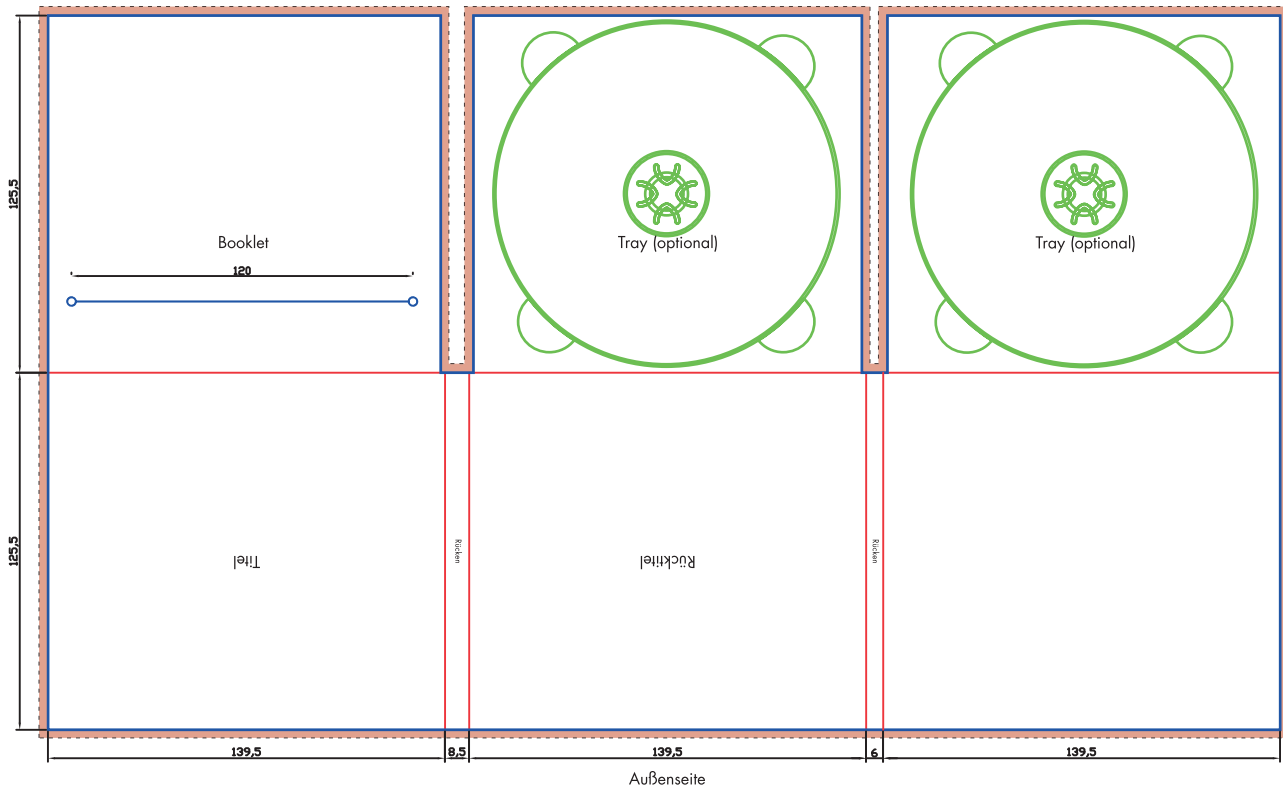 125,5
Booklet
120
Tray (optional)
Tray (optional)
125,5
Titel
Rücken
Rücktitel
Rücken
139,5
8,5
139,5
6
139,5
Außenseite